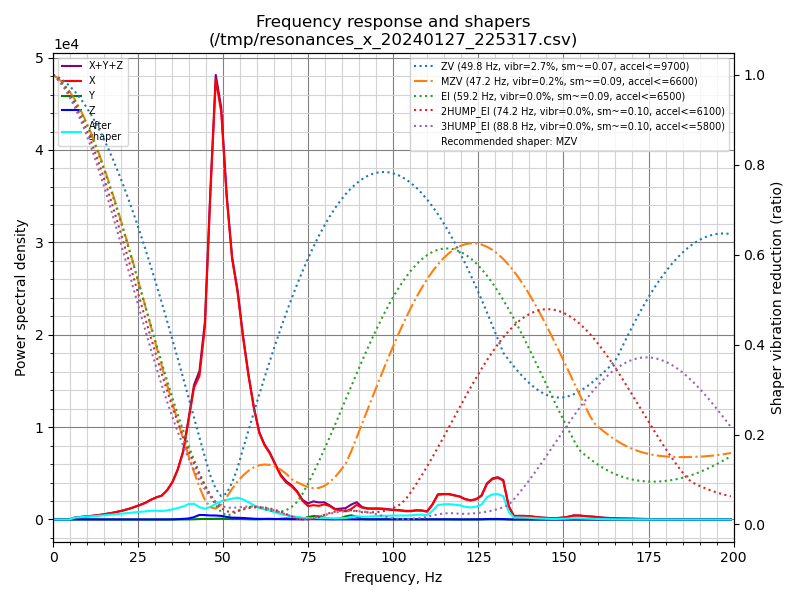 Frequency response and shapers
(/tmp/resonances_x_20240127_225317.csv)
1e4
X+Y+Z
X
Y
Z
After
shaper
ZV (49.8 Hz, vibr=2.7%, sm~=0.07, accel<=9700)
MZV (47.2 Hz, vibr=0.2%, sm~=0.09, accel<=6600)
EI (59.2 Hz, vibr=0.0%, sm~=0.09, accel<=6500)
2HUMP_EI (74.2 Hz, vibr=0.0%, sm~=0.10, accel<=6100)
3HUMP_EI (88.8 Hz, vibr=0.0%, sm~=0.10, accel<=5800)
Recommended shaper: MZV
Power spectral density
5
4
3
2
1
0
1.0
0.8
0.6
0.4
0.2
0.0
Shaper vibration reduction (ratio)
0 25 50 75 100 125 150 175 200
Frequency, Hz